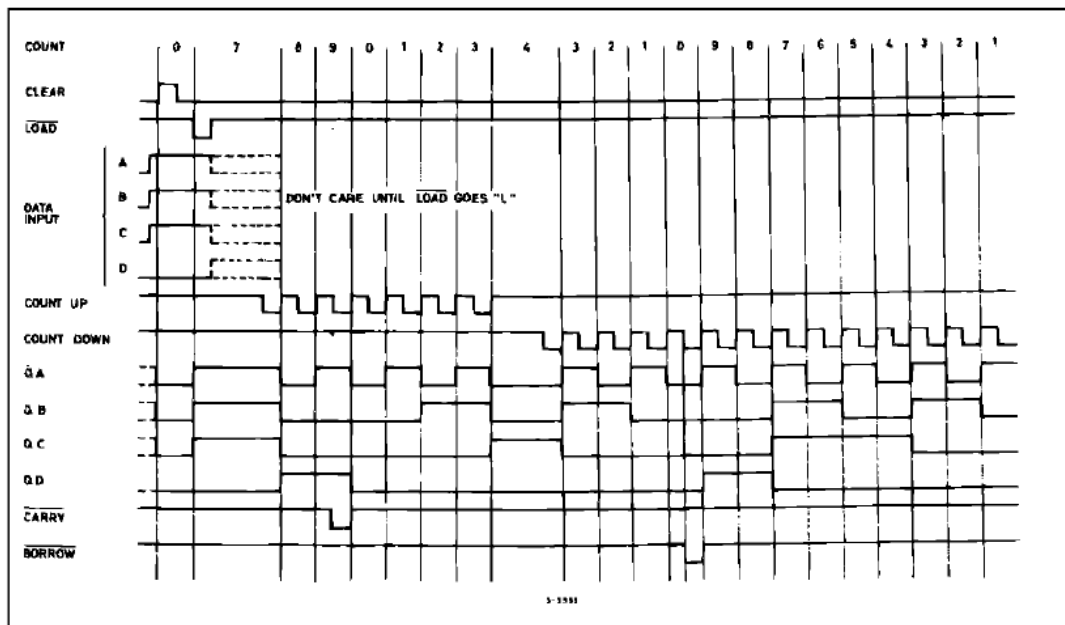 COUNT 0 7 8 9 0 1 2 3 4 3 2 1 0 9 8 7 6 5 4 3 2 1
CLEAR
LOAD
A
B
DATA INPUT
C
D
DON'T CARE UNTIL LOAD GOES "L"
COUNT UP
COUNT DOWN
QA
QB
QC
QD
CARRY
BORROW